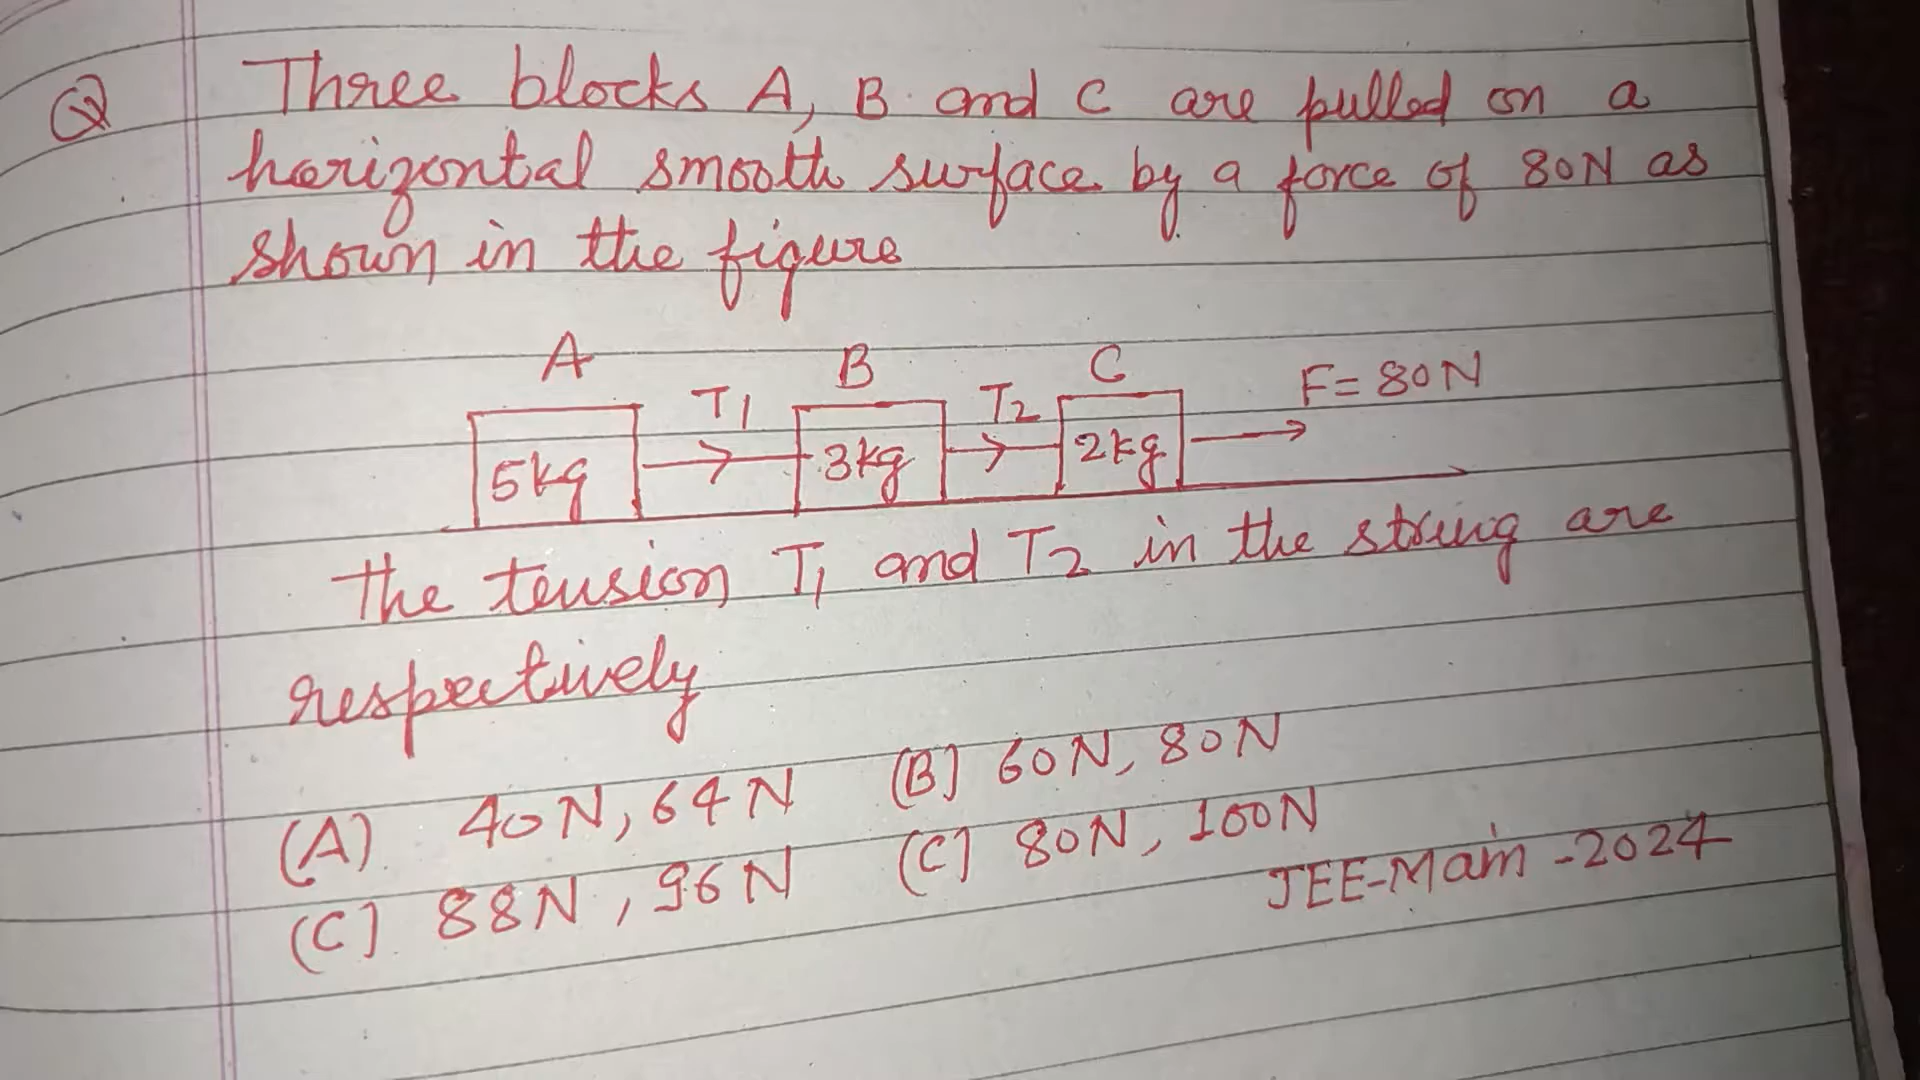 Q Three blocks A, B and C are pulled on a
horizontal smooth surface by a force of 80N as
shown in the figure
A B C
T1 T2 F = 80N
5kg 3kg 2kg
the tension T1 and T2 in the string are
respectively
(A) 40N, 64N (B) 60N, 80N
(C) 88N, 96N (C) 80N, 100N
JEE-Main-2024